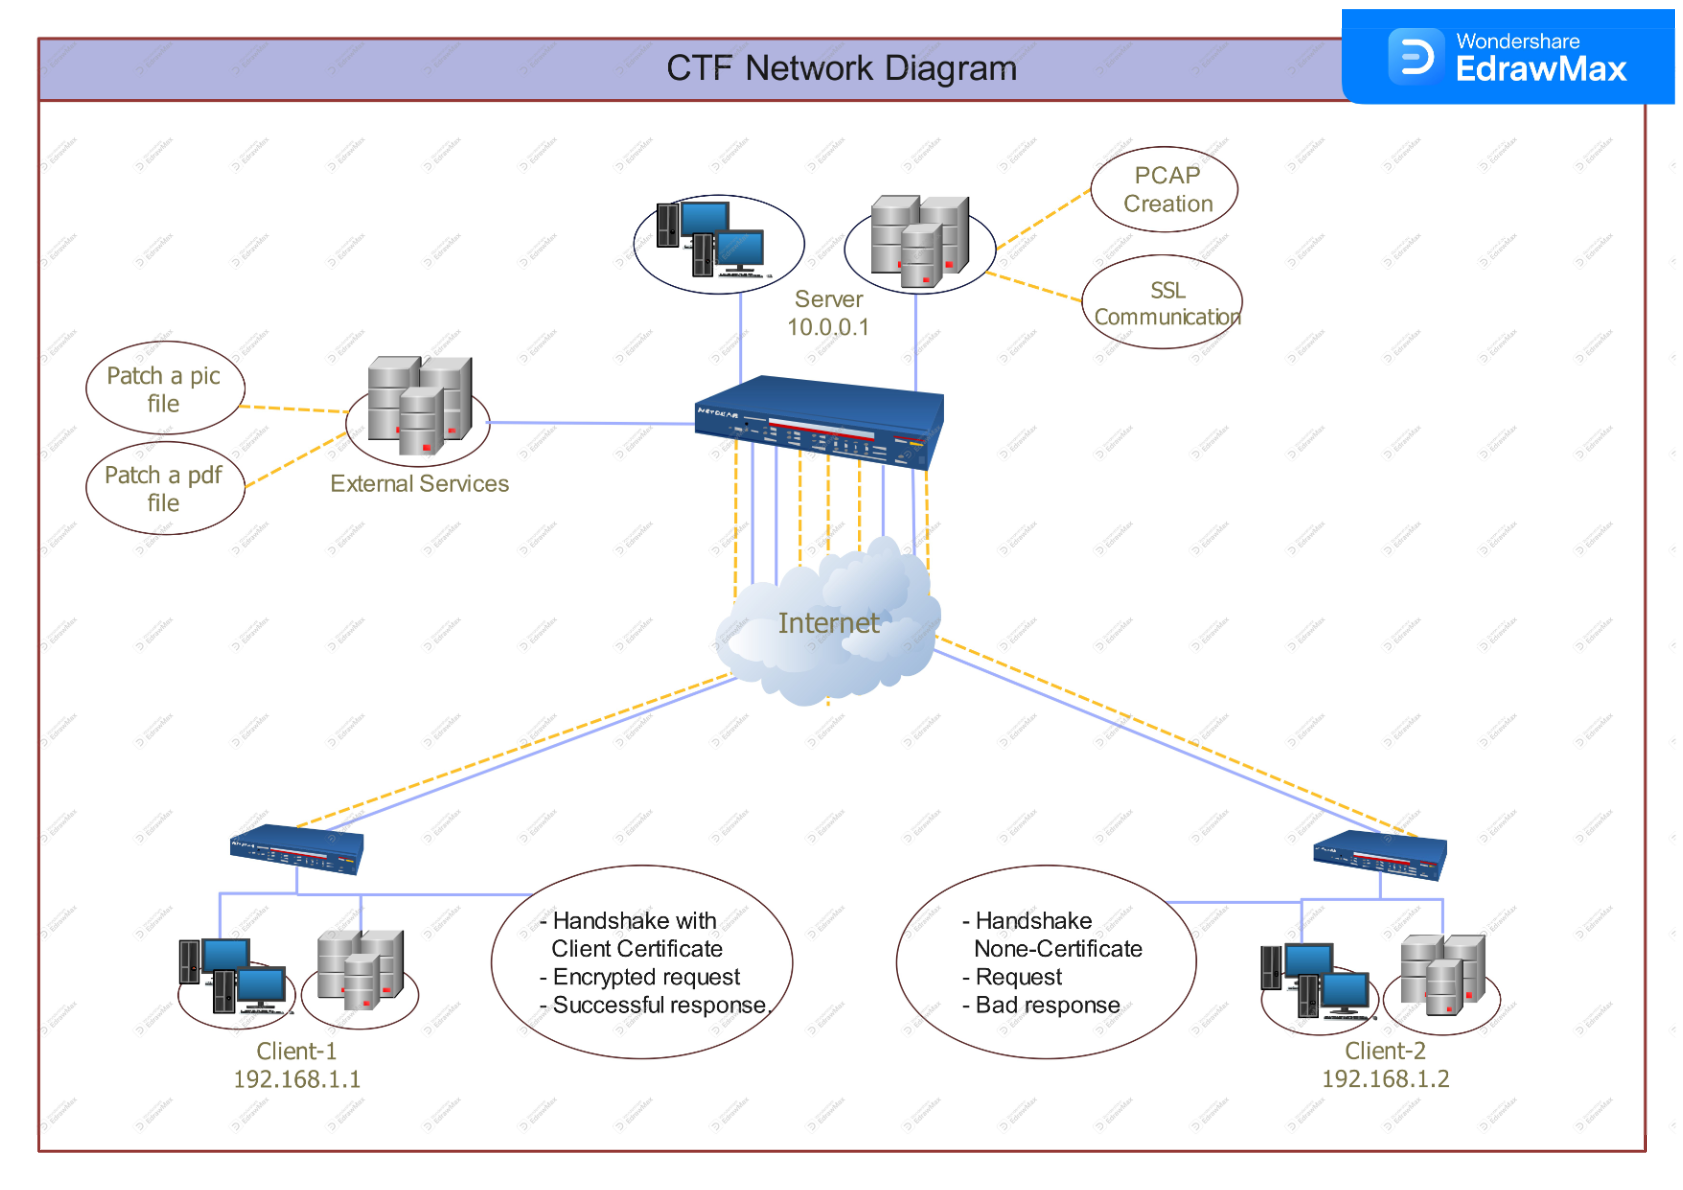 CTF Network Diagram
Wondershare
EdrawMax
PCAP
Creation
SSL
Communication
Server
10.0.0.1
Patch a pic
file
Patch a pdf
file
External Services
NETGEAR
Internet
- Handshake with
Client Certificate
- Encrypted request
- Successful response.
- Handshake
None-Certificate
- Request
- Bad response
Client-1
192.168.1.1
Client-2
192.168.1.2